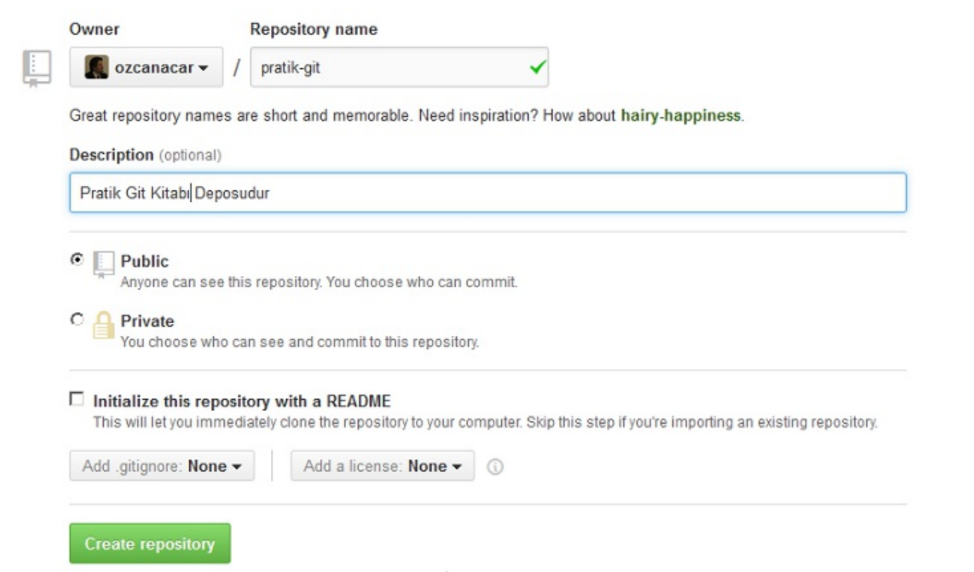 Owner Repository name
ozcanacar / pratik-git
Great repository names are short and memorable. Need inspiration? How about hairy-happiness.
Description (optional)
Pratik Git Kitabı Deposudur
Public
Anyone can see this repository. You choose who can commit.
Private
You choose who can see and commit to this repository.
Initialize this repository with a README
This will let you immediately clone the repository to your computer. Skip this step if you're importing an existing repository.
Add .gitignore: None Add a license: None
Create repository